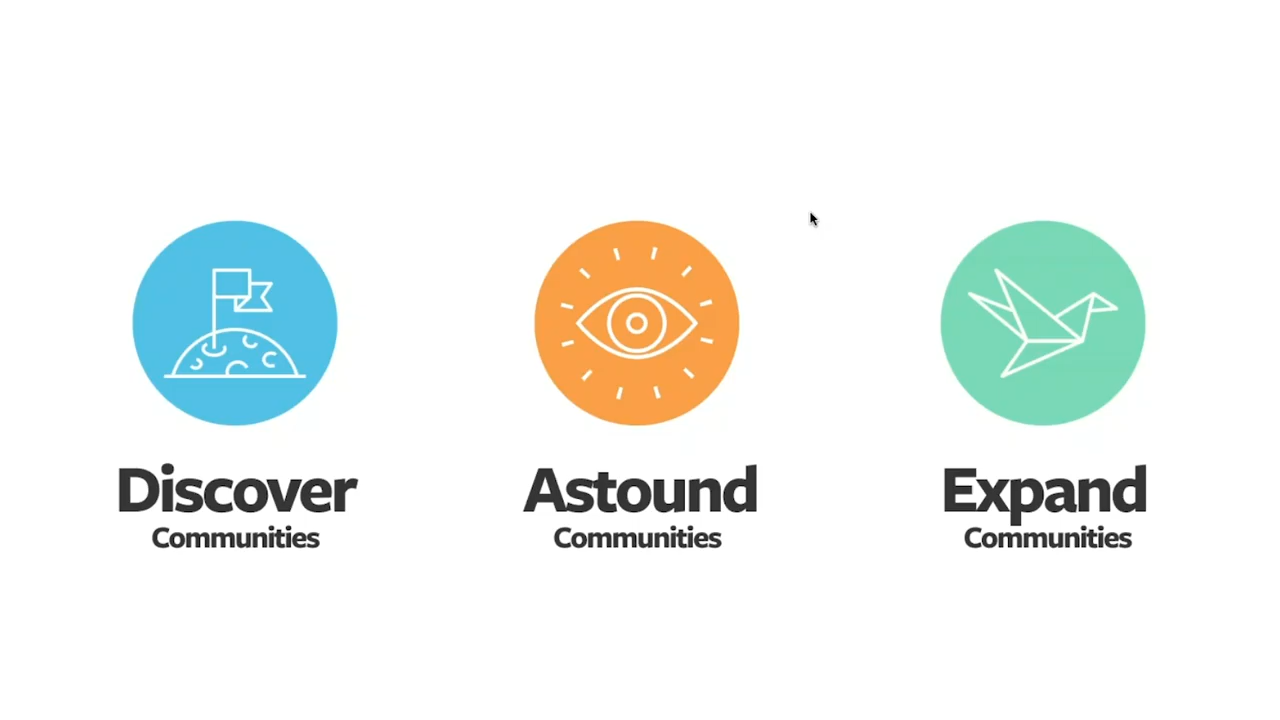 Discover
Communities
Astound
Communities
Expand
Communities